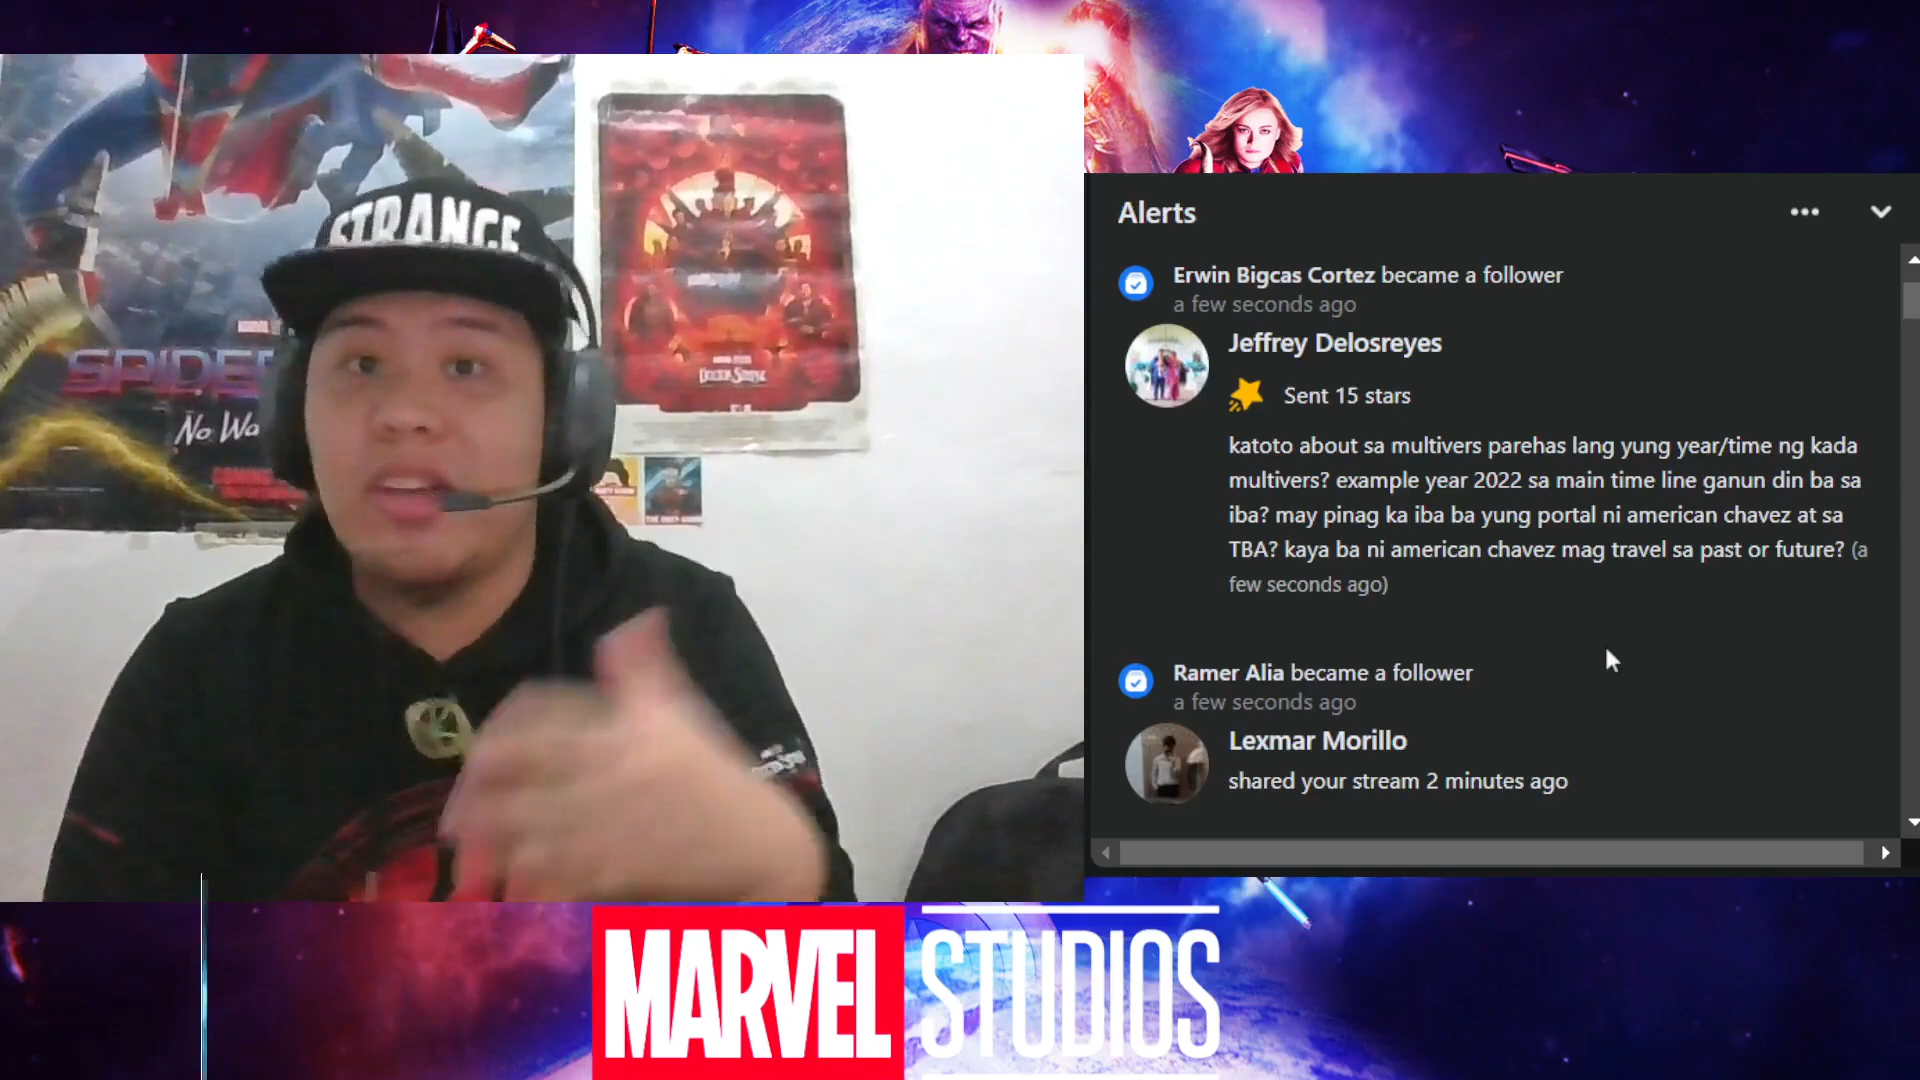 STRANGE
SPIDER
No Wa
DOCTOR STRANGE
Alerts
Erwin Bigcas Cortez became a follower
a few seconds ago
Jeffrey Delosreyes
Sent 15 stars
katoto about sa multivers parehas lang yung year/time ng kada
multivers? example year 2022 sa main time line ganun din ba sa
iba? may pinag ka iba ba yung portal ni american chavez at sa
TBA? kaya ba ni american chavez mag travel sa past or future? (a
few seconds ago)
Ramer Alia became a follower
a few seconds ago
Lexmar Morillo
shared your stream 2 minutes ago
MARVEL STUDIOS